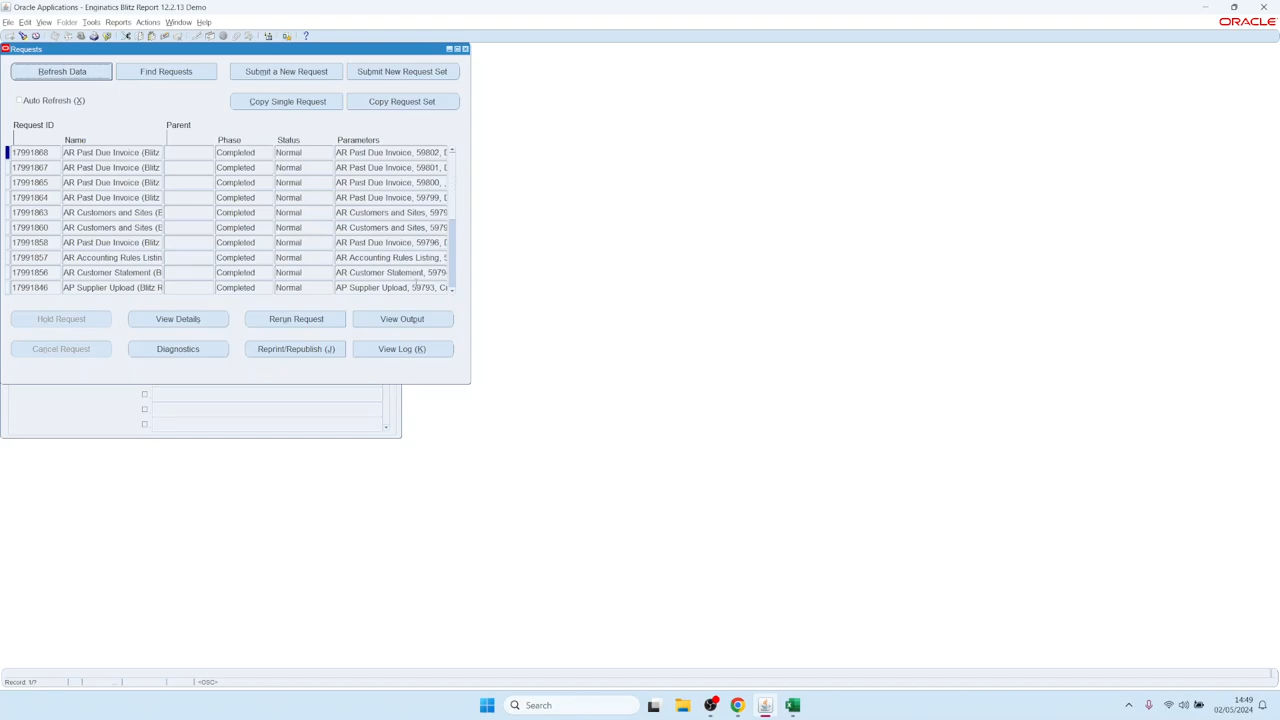 Oracle Applications - Enginatics Blitz Report 12.2.13 Demo
File Edit View Folder Tools Reports Actions Window Help
ORACLE
Requests
Refresh Data Find Requests Submit a New Request Submit New Request Set
Auto Refresh (X) Copy Single Request Copy Request Set
Request ID Parent
Name Phase Status Parameters
17991868 AR Past Due Invoice (Blitz Completed Normal AR Past Due Invoice, 59802,
17991867 AR Past Due Invoice (Blitz Completed Normal AR Past Due Invoice, 59801,
17991865 AR Past Due Invoice (Blitz Completed Normal AR Past Due Invoice, 59800, ,
17991864 AR Past Due Invoice (Blitz Completed Normal AR Past Due Invoice, 59799,
17991863 AR Customers and Sites ( Completed Normal AR Customers and Sites, 5979
17991860 AR Customers and Sites ( Completed Normal AR Customers and Sites, 5979
17991858 AR Past Due Invoice (Blitz Completed Normal AR Past Due Invoice, 59796,
17991857 AR Accounting Rules Listin Completed Normal AR Accounting Rules Listing,
17991856 AR Customer Statement (B Completed Normal AR Customer Statement, 5979
17991846 AP Supplier Upload (Blitz R Completed Normal AP Supplier Upload, 59793,
Hold Request View Details Rerun Request View Output
Cancel Request Diagnostics Reprint/Republish (J) View Log (K)
Record: 1/? ... <OSC>
Search
14:49
02/05/2024